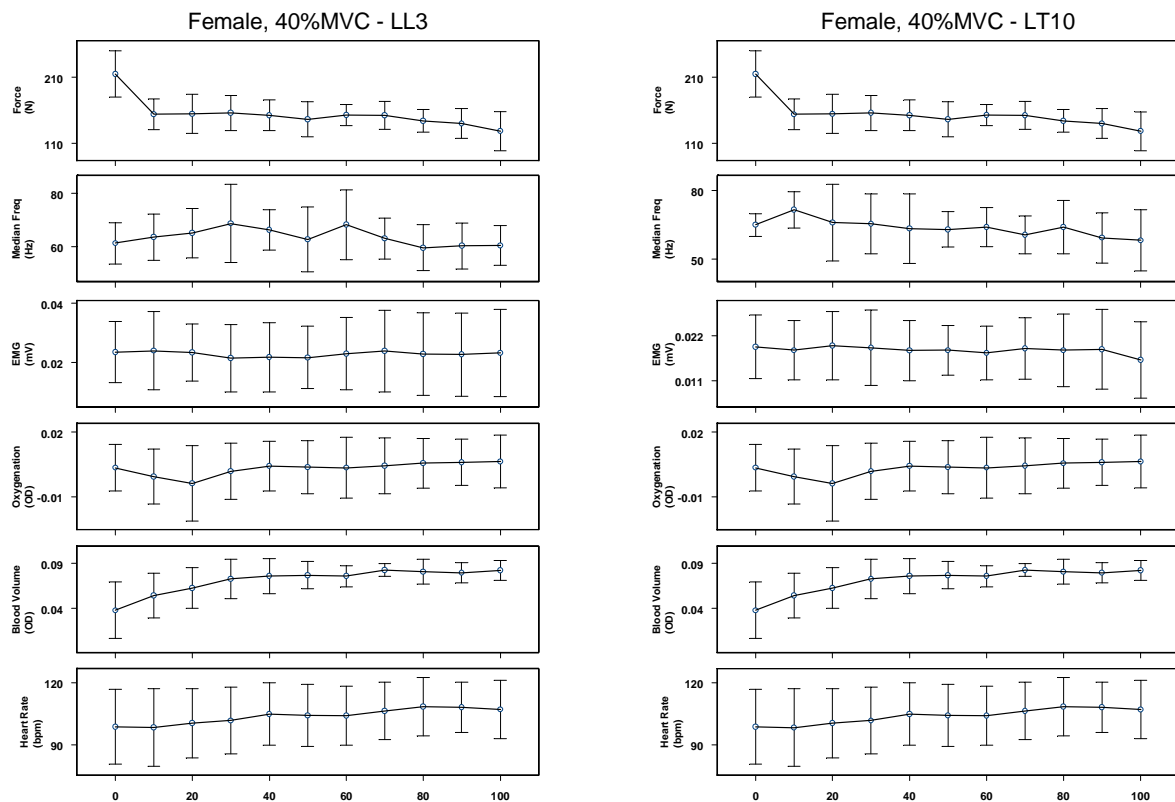 Female, 40%MVC - LL3
Force
(N)
210
110
Median Freq
(Hz)
80
60
EMG
(mV)
0.04
0.02
Oxygenation
(OD)
0.02
-0.01
Blood Volume
(OD)
0.09
0.04
Heart Rate
(bpm)
120
90
0 20 40 60 80 100
Female, 40%MVC - LT10
Force
(N)
210
110
Median Freq
(Hz)
80
50
EMG
(mV)
0.022
0.011
Oxygenation
(OD)
0.02
-0.01
Blood Volume
(OD)
0.09
0.04
Heart Rate
(bpm)
120
90
0 20 40 60 80 100